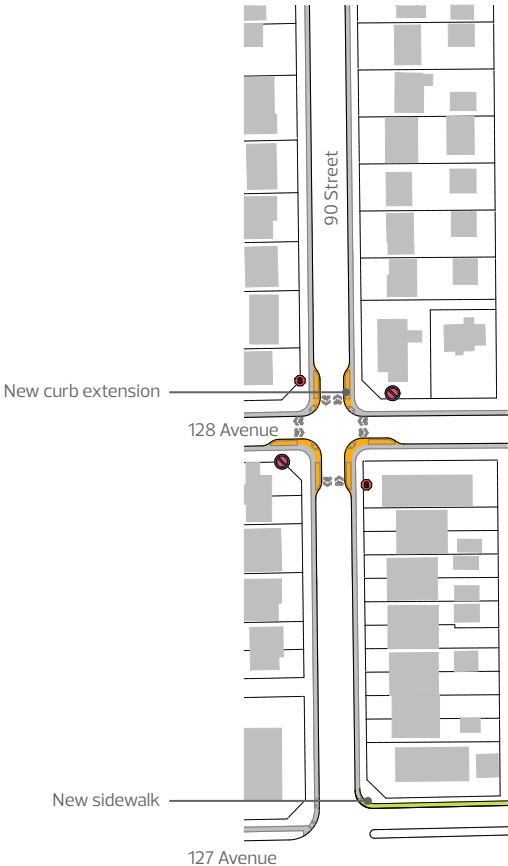 90 Street
New curb extension
128 Avenue
New sidewalk
127 Avenue